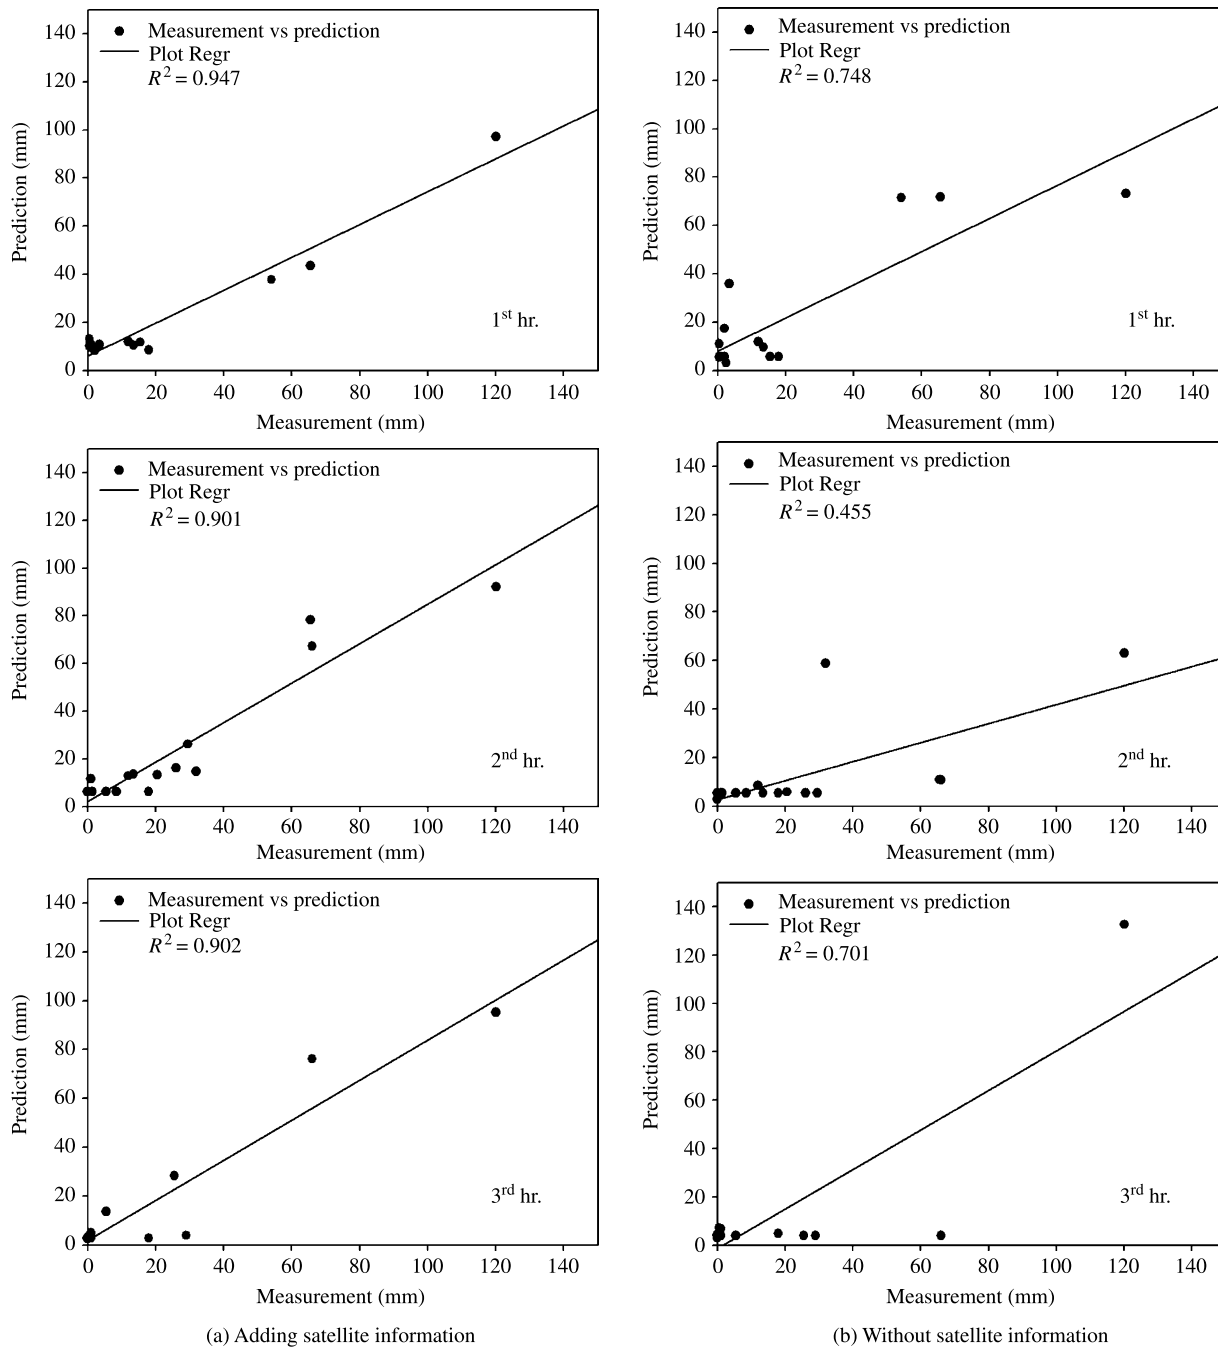 Measurement vs prediction
Plot Regr
R² = 0.947
140
120
100
80
60
40
20
0
Prediction (mm)
1st hr.
0 20 40 60 80 100 120 140
Measurement (mm)
Measurement vs prediction
Plot Regr
R² = 0.748
140
120
100
80
60
40
20
0
Prediction (mm)
1st hr.
0 20 40 60 80 100 120 140
Measurement (mm)
Measurement vs prediction
Plot Regr
R² = 0.901
140
120
100
80
60
40
20
0
Prediction (mm)
2nd hr.
0 20 40 60 80 100 120 140
Measurement (mm)
Measurement vs prediction
Plot Regr
R² = 0.455
140
120
100
80
60
40
20
0
Prediction (mm)
2nd hr.
0 20 40 60 80 100 120 140
Measurement (mm)
Measurement vs prediction
Plot Regr
R² = 0.902
140
120
100
80
60
40
20
0
Prediction (mm)
3rd hr.
0 20 40 60 80 100 120 140
Measurement (mm)
(a) Adding satellite information
Measurement vs prediction
Plot Regr
R² = 0.701
140
120
100
80
60
40
20
0
Prediction (mm)
3rd hr.
0 20 40 60 80 100 120 140
Measurement (mm)
(b) Without satellite information